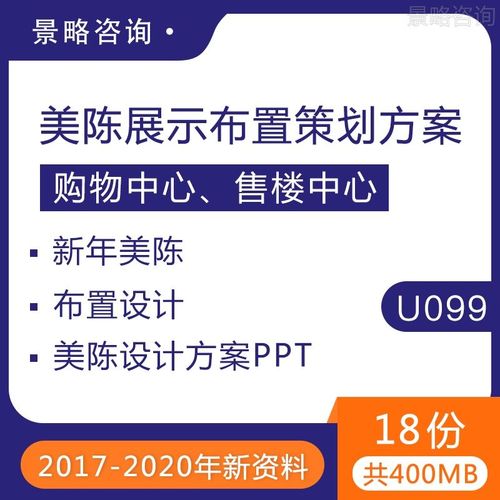 景略咨询
景略咨询
美陈展示布置策划方案
购物中心、售楼中心
▪ 新年美陈
▪ 布置设计
U099
▪ 美陈设计方案PPT
18份
2017-2020年新资料
共400MB